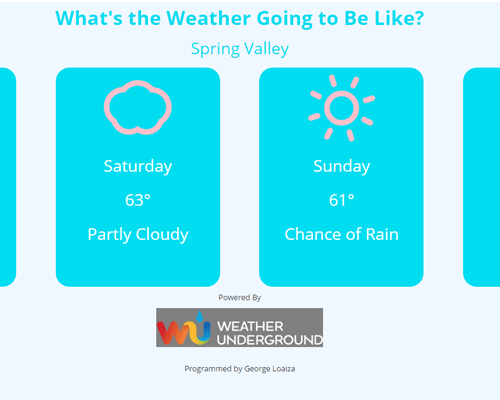 What's the Weather Going to Be Like?
Spring Valley
Saturday
63°
Partly Cloudy
Sunday
61°
Chance of Rain
Powered By
WU WEATHER
UNDERGROUND
Programmed by George Loaiza